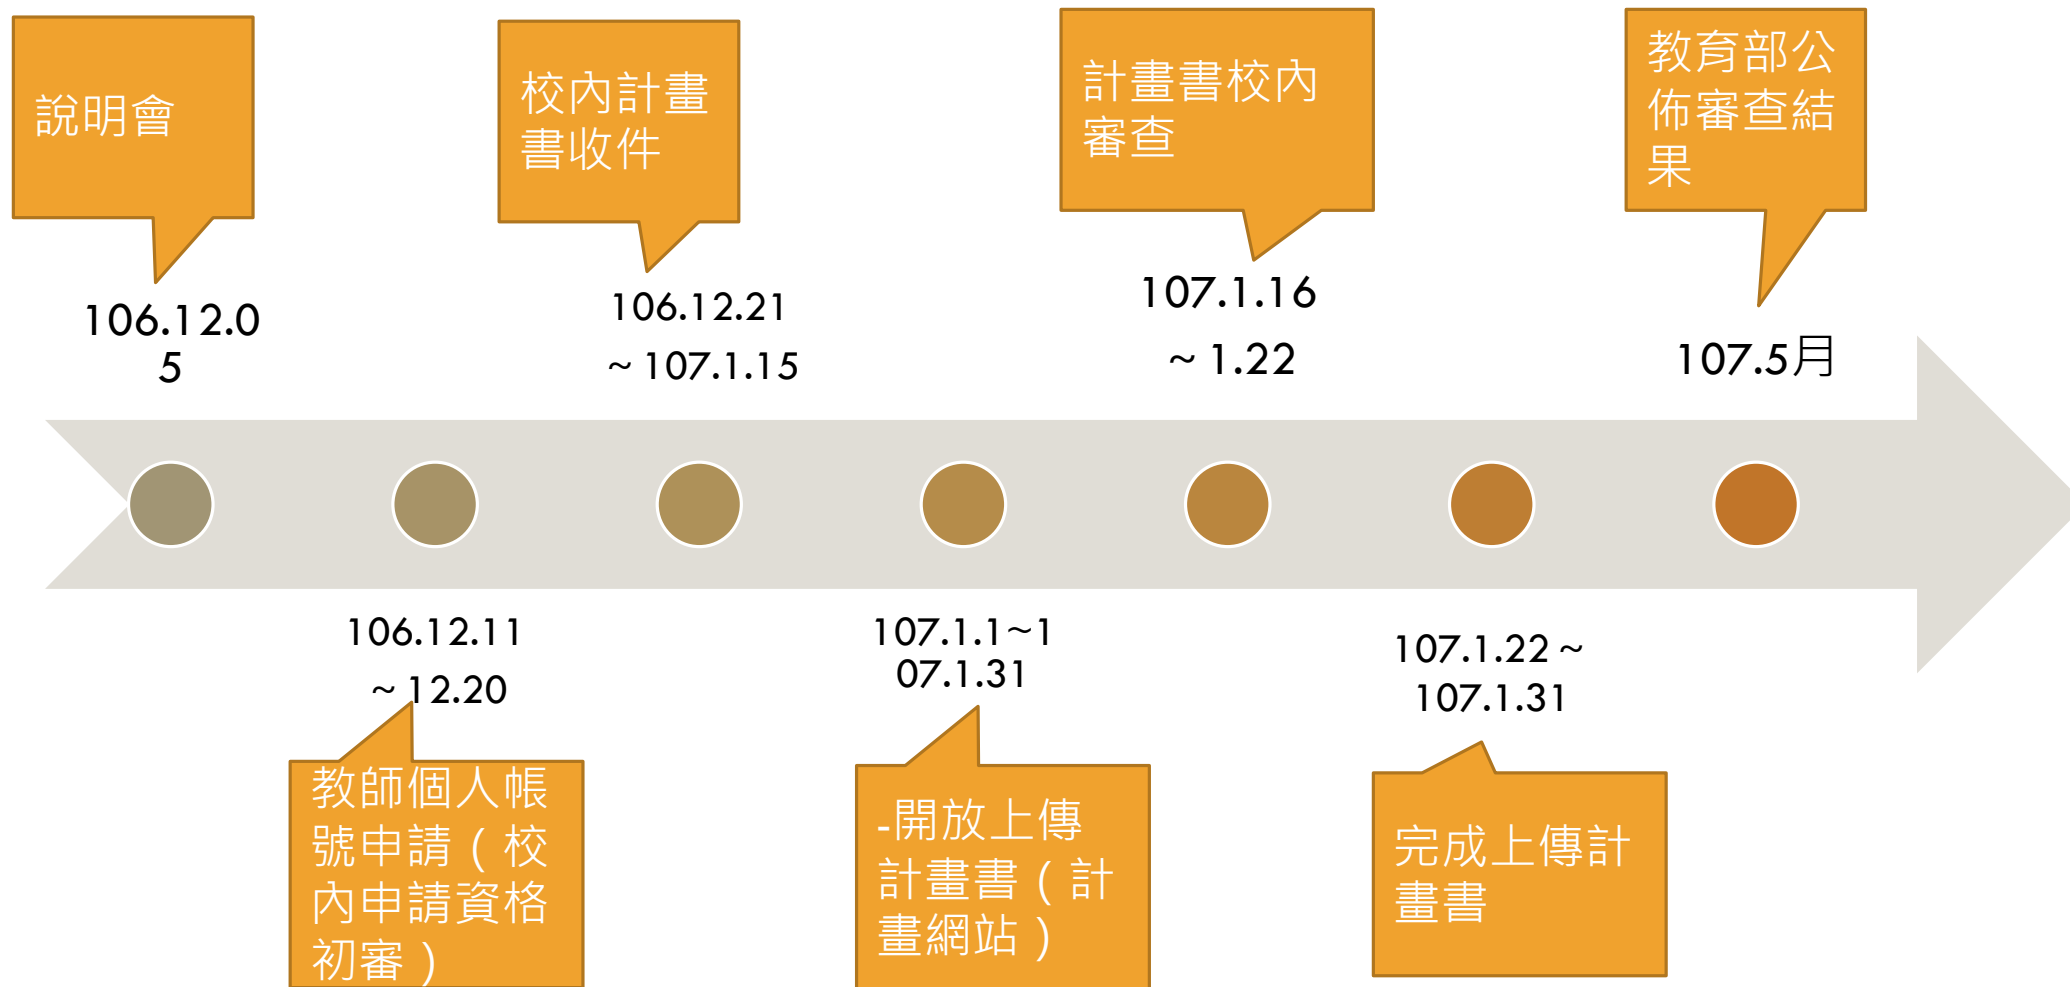 說明會
106.12.0
5
校內計畫
書收件
106.12.21
~ 107.1.15
計畫書校內
審查
107.1.16
~ 1.22
教育部公
佈審查結
果
107.5月
106.12.11
~ 12.20
教師個人帳
號申請（校
內申請資格
初審）
107.1.1~1
07.1.31
-開放上傳
計畫書（計
畫網站）
107.1.22 ~
107.1.31
完成上傳計
畫書